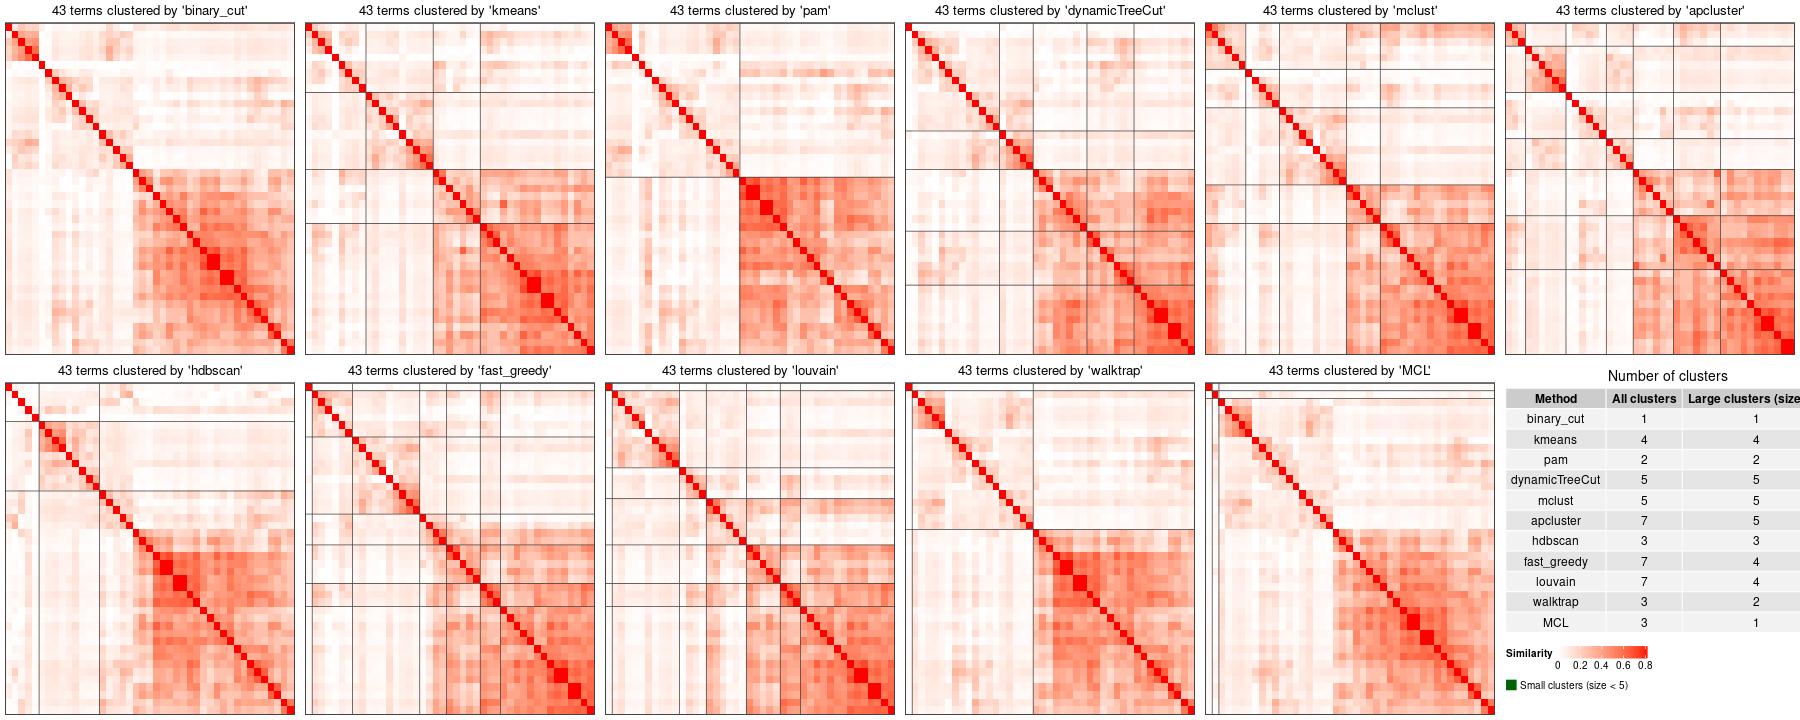 43 terms clustered by 'binary_cut'
43 terms clustered by 'kmeans'
43 terms clustered by 'pam'
43 terms clustered by 'dynamicTreeCut'
43 terms clustered by 'mclust'
43 terms clustered by 'apcluster'
43 terms clustered by 'hdbscan'
43 terms clustered by 'fast_greedy'
43 terms clustered by 'louvain'
43 terms clustered by 'walktrap'
43 terms clustered by 'MCL'
Number of clusters
Method All clusters Large clusters (size
binary_cut 1 1
kmeans 4 4
pam 2 2
dynamicTreeCut 5 5
mclust 5 5
apcluster 7 5
hdbscan 3 3
fast_greedy 7 4
louvain 7 4
walktrap 3 2
MCL 3 1
Similarity
0 0.2 0.4 0.6 0.8
Small clusters (size < 5)